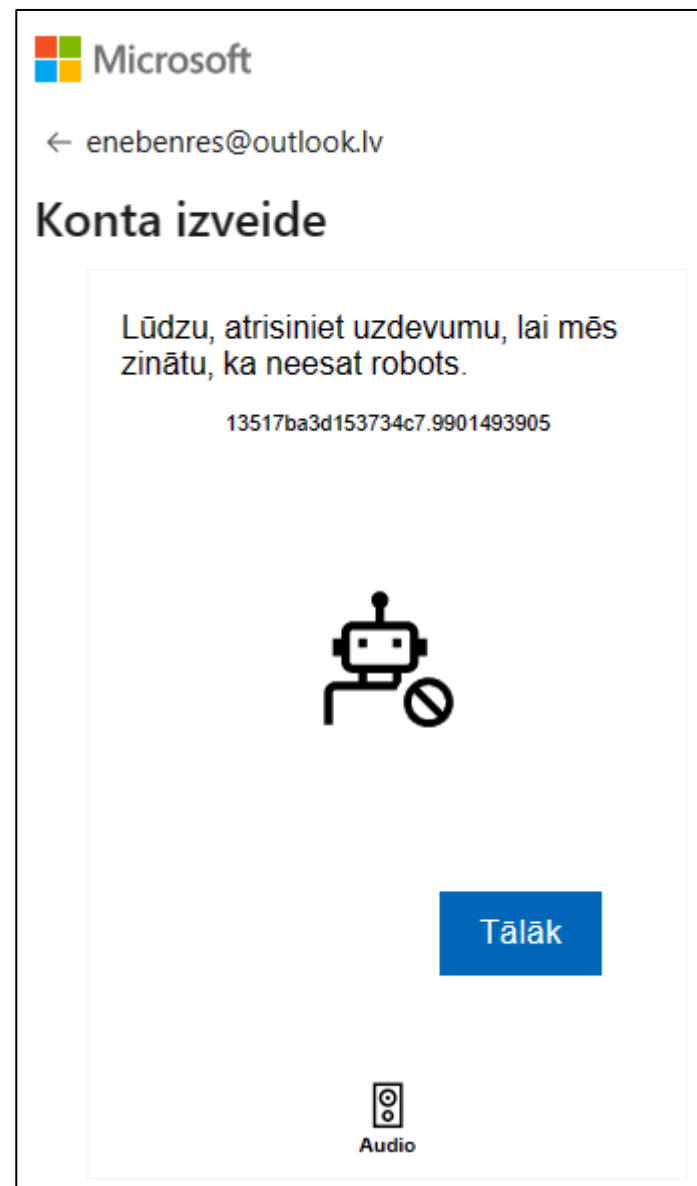 Microsoft
← enebenres@outlook.lv
Konta izveide
Lūdzu, atrisiniet uzdevumu, lai mēs
zinātu, ka neesat robots.
13517ba3d153734c7.9901493905
Tālāk
Audio